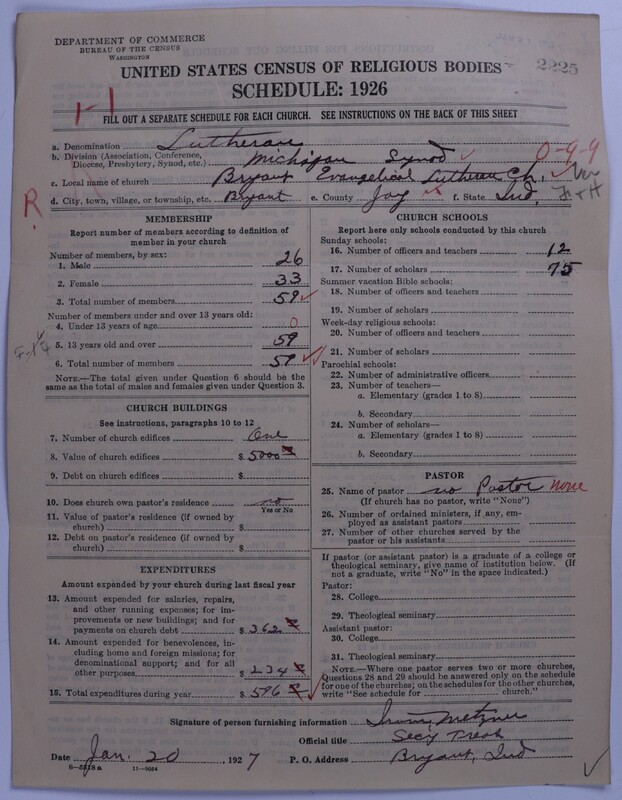 DEPARTMENT OF COMMERCE
BUREAU OF THE CENSUS
WASHINGTON
UNITED STATES CENSUS OF RELIGIOUS BODIES
2225
SCHEDULE: 1926
1-1
FILL OUT A SEPARATE SCHEDULE FOR EACH CHURCH. SEE INSTRUCTIONS ON THE BACK OF THIS SHEET
a. Denomination Lutheran
b. Division (Association, Conference, Diocese, Presbytery, Synod, etc.) Michigan Synod ✓ 0-9-9
c. Local name of church Bryant Evangelical Lutheran Ch. ✓
d. City, town, village, or township, etc. Bryant e. County Jay f. State Ind.
R
MEMBERSHIP
Report number of members according to definition of
member in your church
Number of members, by sex:
1. Male 26
2. Female 33
3. Total number of members 59 ✓
Number of members under and over 13 years old:
4. Under 13 years of age 0
5. 13 years old and over 59
6. Total number of members 59 ✓
NOTE.—The total given under Question 6 should be
same as the total of males and females given under Question 3.
CHURCH BUILDINGS
See instructions, paragraphs 10 to 12
7. Number of church edifices One
8. Value of church edifices $ 5000
9. Debt on church edifices $
10. Does church own pastor's residence no
Yes or No
11. Value of pastor's residence (if owned by
church) $
12. Debt on pastor's residence (if owned by
church) $
EXPENDITURES
Amount expended by your church during last fiscal year
13. Amount expended for salaries, repairs,
and other running expenses; for im-
provements or new buildings; and for
payments on church debt $ 362
14. Amount expended for benevolences, in-
cluding home and foreign missions; for
denominational support; and for all
other purposes $ 234
15. Total expenditures during year $ 596 ✓
CHURCH SCHOOLS
Report here only schools conducted by this church
Sunday schools:
16. Number of officers and teachers 12
17. Number of scholars 75
Summer vacation Bible schools:
18. Number of officers and teachers
19. Number of scholars
Week-day religious schools:
20. Number of officers and teachers
21. Number of scholars
Parochial schools:
22. Number of administrative officers
23. Number of teachers—
a. Elementary (grades 1 to 8)
b. Secondary
24. Number of scholars—
a. Elementary (grades 1 to 8)
b. Secondary
PASTOR
25. Name of pastor no Pastor none
(If church has no pastor, write "None")
26. Number of ordained ministers, if any, em-
ployed as assistant pastors
27. Number of other churches served by the
pastor or his assistants
If pastor (or assistant pastor) is a graduate of a college or
theological seminary, give name of institution below. (If
not a graduate, write "No" in the space indicated.)
Pastor:
28. College
29. Theological seminary
Assistant pastor:
30. College
31. Theological seminary
NOTE.—Where one pastor serves two or more churches,
Questions 28 and 29 should be answered only on the schedule
for one of the churches; on the schedules for the other churches,
write "See schedule for church."
Signature of person furnishing information Metzner
Official title Secy Treas
Date Jan. 20, 1927 P. O. Address Bryant, Ind
8—5518a 11—9064
✓